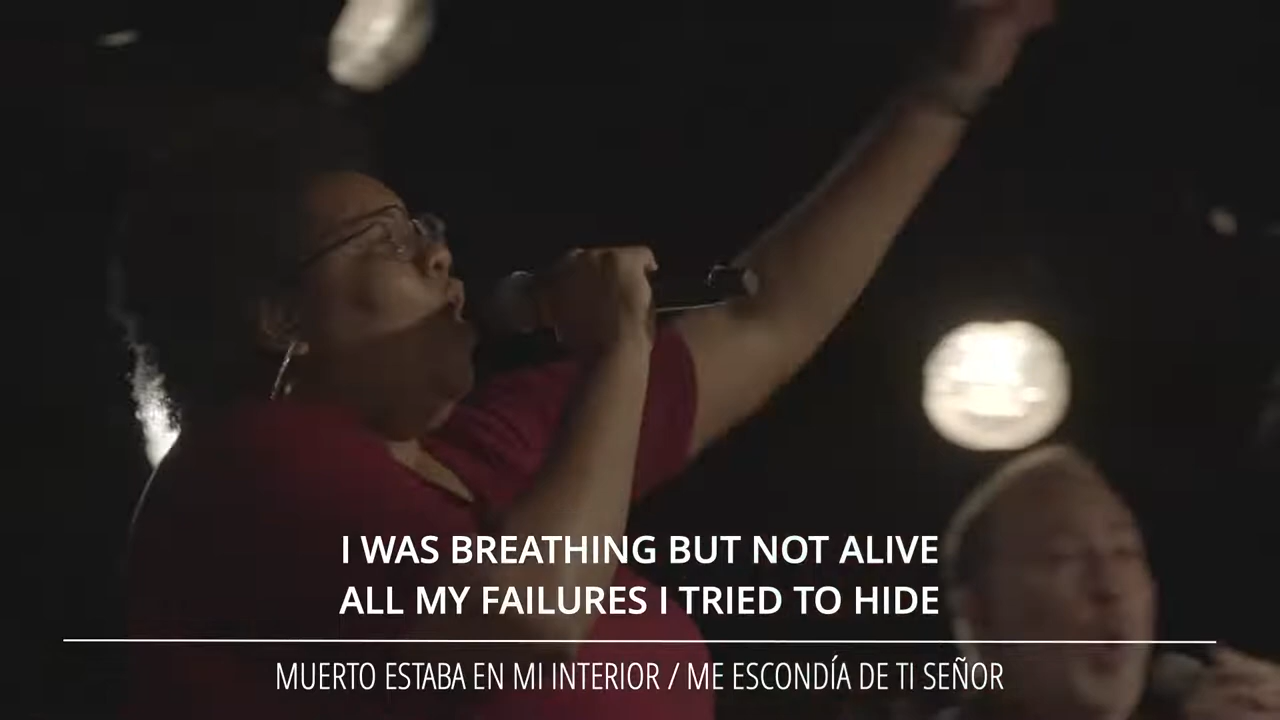 I WAS BREATHING BUT NOT ALIVE
ALL MY FAILURES I TRIED TO HIDE
MUERTO ESTABA EN MI INTERIOR / ME ESCONDÍA DE TI SEÑOR